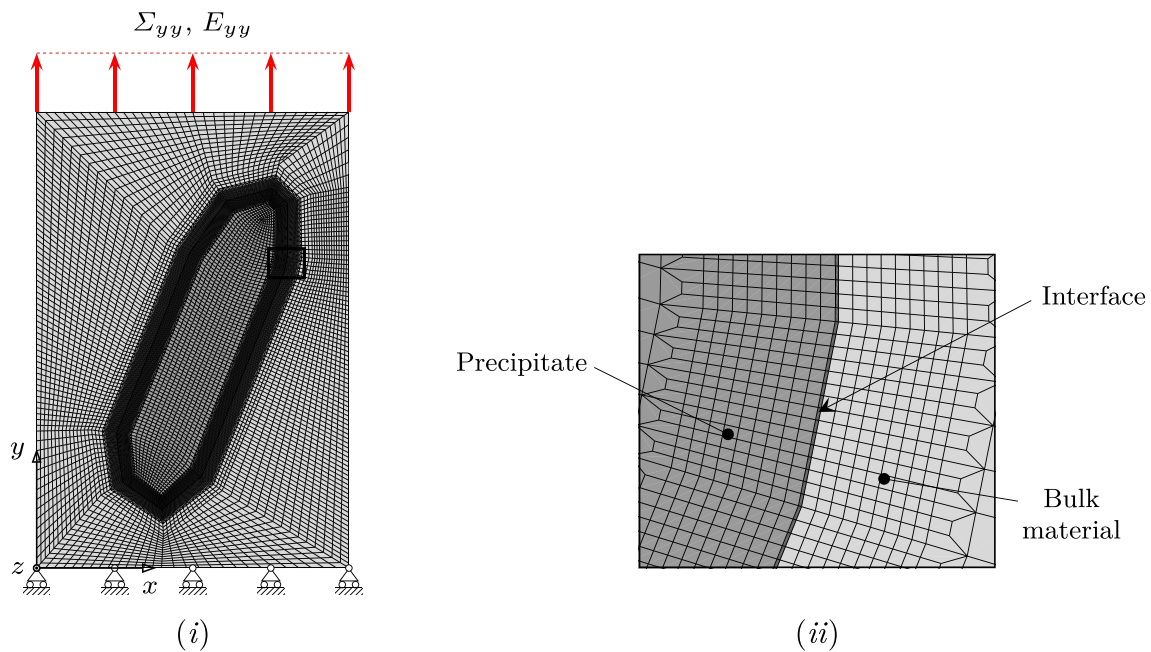 Σyy, Eyy
Interface
Precipitate
y
Bulk
material
z
x
(i)
(ii)